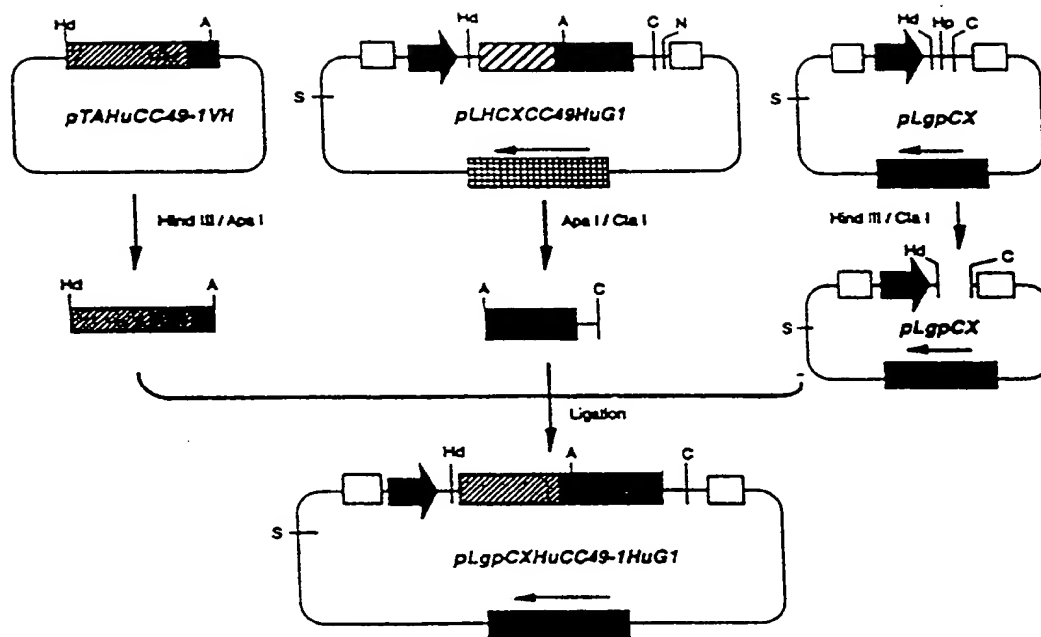 Hd A
Hd A C N
Hd Hp C
S
pTAHuCC49-1VH
pLHCXCC49HuG1
S
pLgpCX
Hind III / Apa I
Apa I / Cla I
Hind III / Cla I
Hd A
A C
Hd C
S
pLgpCX
Ligation
Hd A C
S
pLgpCXHuCC49-1HuG1